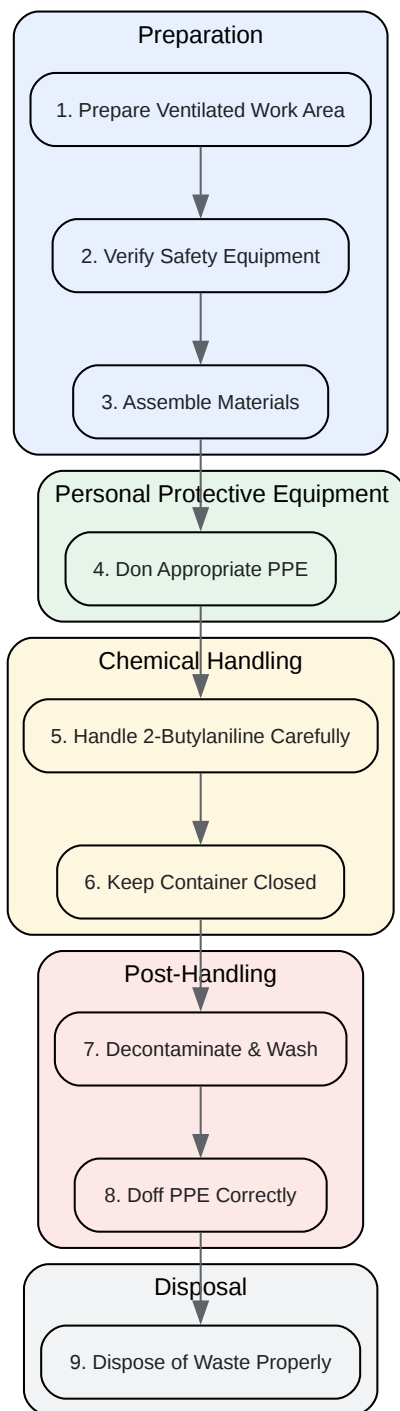 Preparation
1. Prepare Ventilated Work Area
2. Verify Safety Equipment
3. Assemble Materials
Personal Protective Equipment
4. Don Appropriate PPE
Chemical Handling
5. Handle 2-Butylaniline Carefully
6. Keep Container Closed
Post-Handling
7. Decontaminate & Wash
8. Doff PPE Correctly
Disposal
9. Dispose of Waste Properly